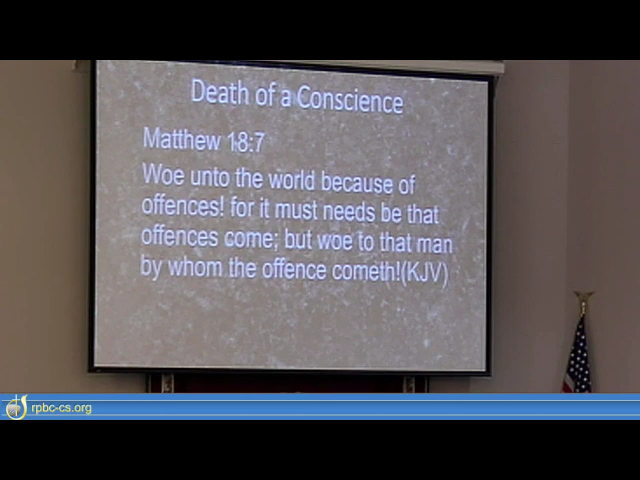 Death of a Conscience
Matthew 18:7
Woe unto the world because of
offences! for it must needs be that
offences come; but woe to that man
by whom the offence cometh!(KJV)
rpbc-cs.org